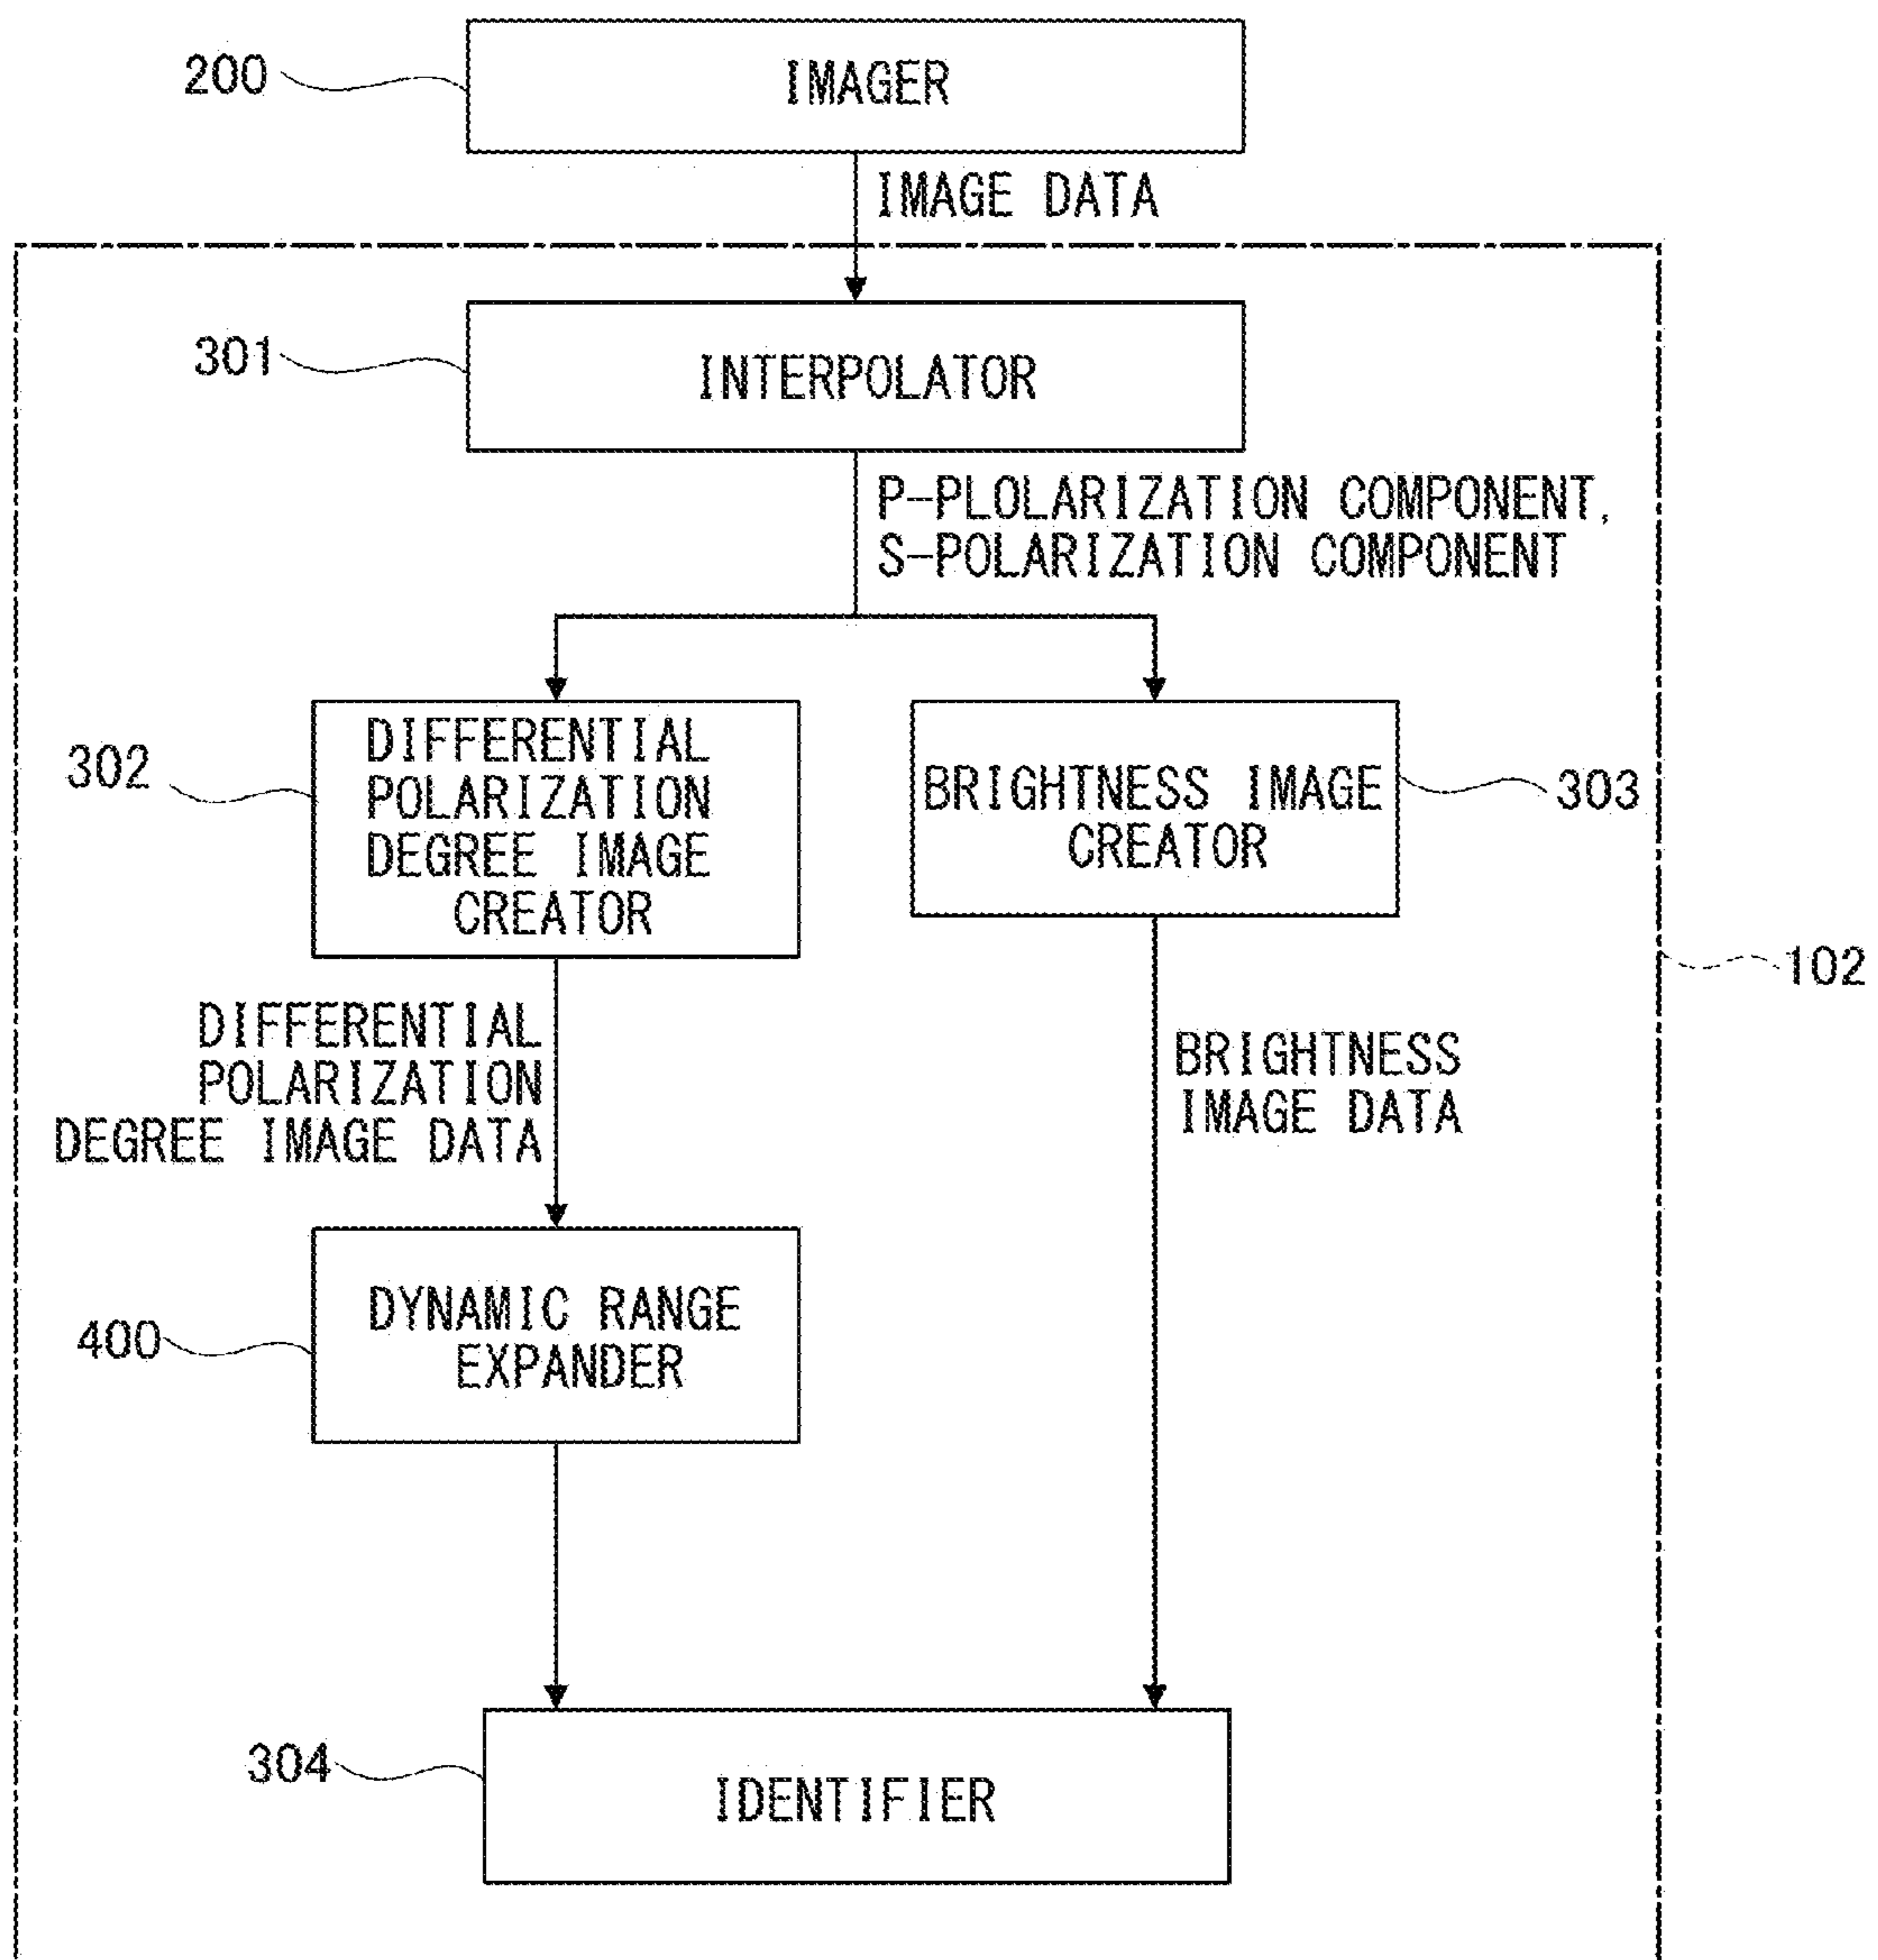 200
IMAGER
IMAGE DATA
301
INTERPOLATOR
P-PLOLARIZATION COMPONENT,
S-POLARIZATION COMPONENT
302
DIFFERENTIAL
POLARIZATION
DEGREE IMAGE
CREATOR
BRIGHTNESS IMAGE
CREATOR
303
102
DIFFERENTIAL
POLARIZATION
DEGREE IMAGE DATA
BRIGHTNESS
IMAGE DATA
400
DYNAMIC RANGE
EXPANDER
304
IDENTIFIER